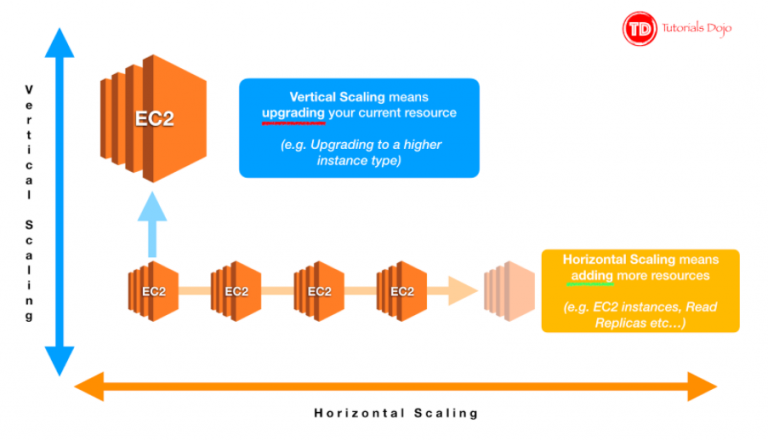 TD Tutorials Dojo
Vertical Scaling
EC2
Vertical Scaling means
upgrading your current resource
(e.g. Upgrading to a higher
instance type)
EC2
EC2
EC2
EC2
Horizontal Scaling means
adding more resources
(e.g. EC2 instances, Read
Replicas etc...)
Horizontal Scaling